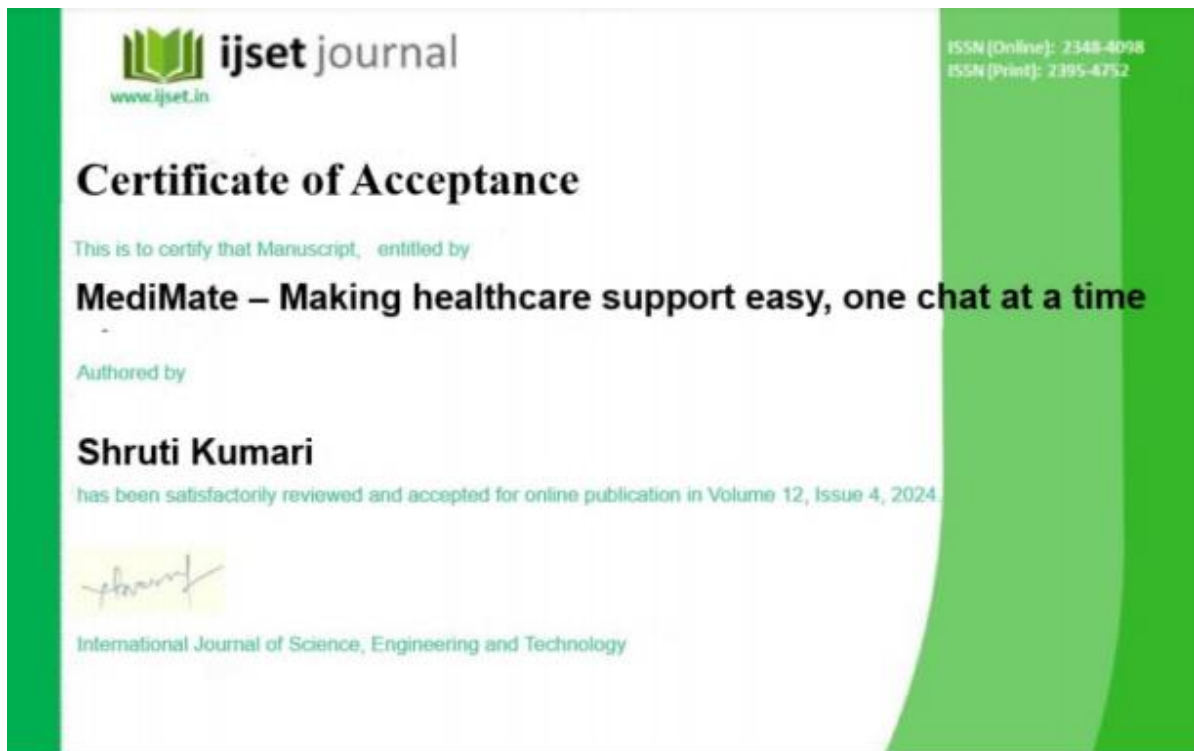 ijset journal
www.ijset.in
ISSN (Online): 2348-4098
ISSN (Print): 2395-4752
Certificate of Acceptance
This is to certify that Manuscript, entitled by
MediMate – Making healthcare support easy, one chat at a time
Authored by
Shruti Kumari
has been satisfactorily reviewed and accepted for online publication in Volume 12, Issue 4, 2024.
International Journal of Science, Engineering and Technology